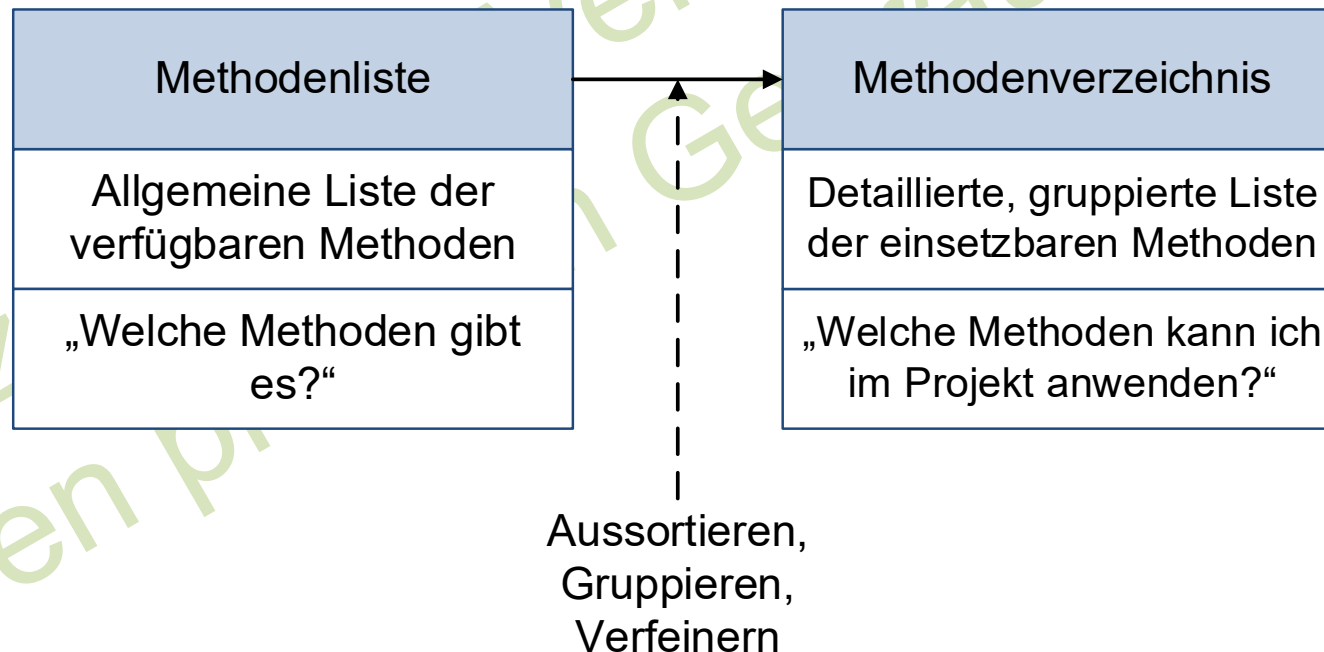 Methodenliste
Allgemeine Liste der
verfügbaren Methoden
„Welche Methoden gibt
es?“
Methodenverzeichnis
Detaillierte, gruppierte Liste
der einsetzbaren Methoden
„Welche Methoden kann ich
im Projekt anwenden?“
Aussortieren,
Gruppieren,
Verfeinern